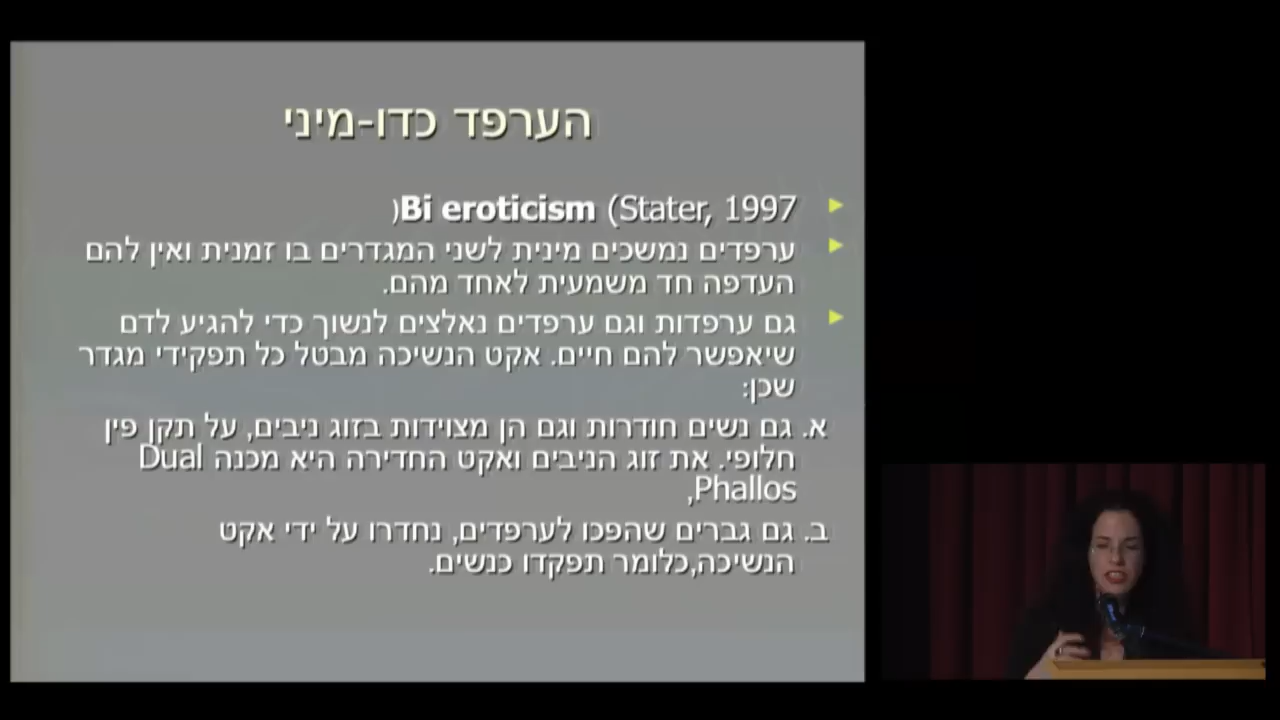 הערפד כדו-מיני
Bi eroticism (Stater, 1997(
ערפדים נמשכים מינית לשני המגדרים בו זמנית ואין להם
העדפה חד משמעית לאחד מהם.
גם ערפדות וגם ערפדים נאלצים לנשוך כדי להגיע לדם
שיאפשר להם חיים. אקט הנשיכה מבטל כל תפקידי מגדר
שכן:
א. גם נשים חודרות וגם הן מצוידות בזוג ניבים, על תקן פין
חלופי. את זוג הניבים ואקט החדירה היא מכנה Dual
Phallos,
ב. גם גברים שהפכו לערפדים, נחדרו על ידי אקט
הנשיכה,כלומר תפקדו כנשים.